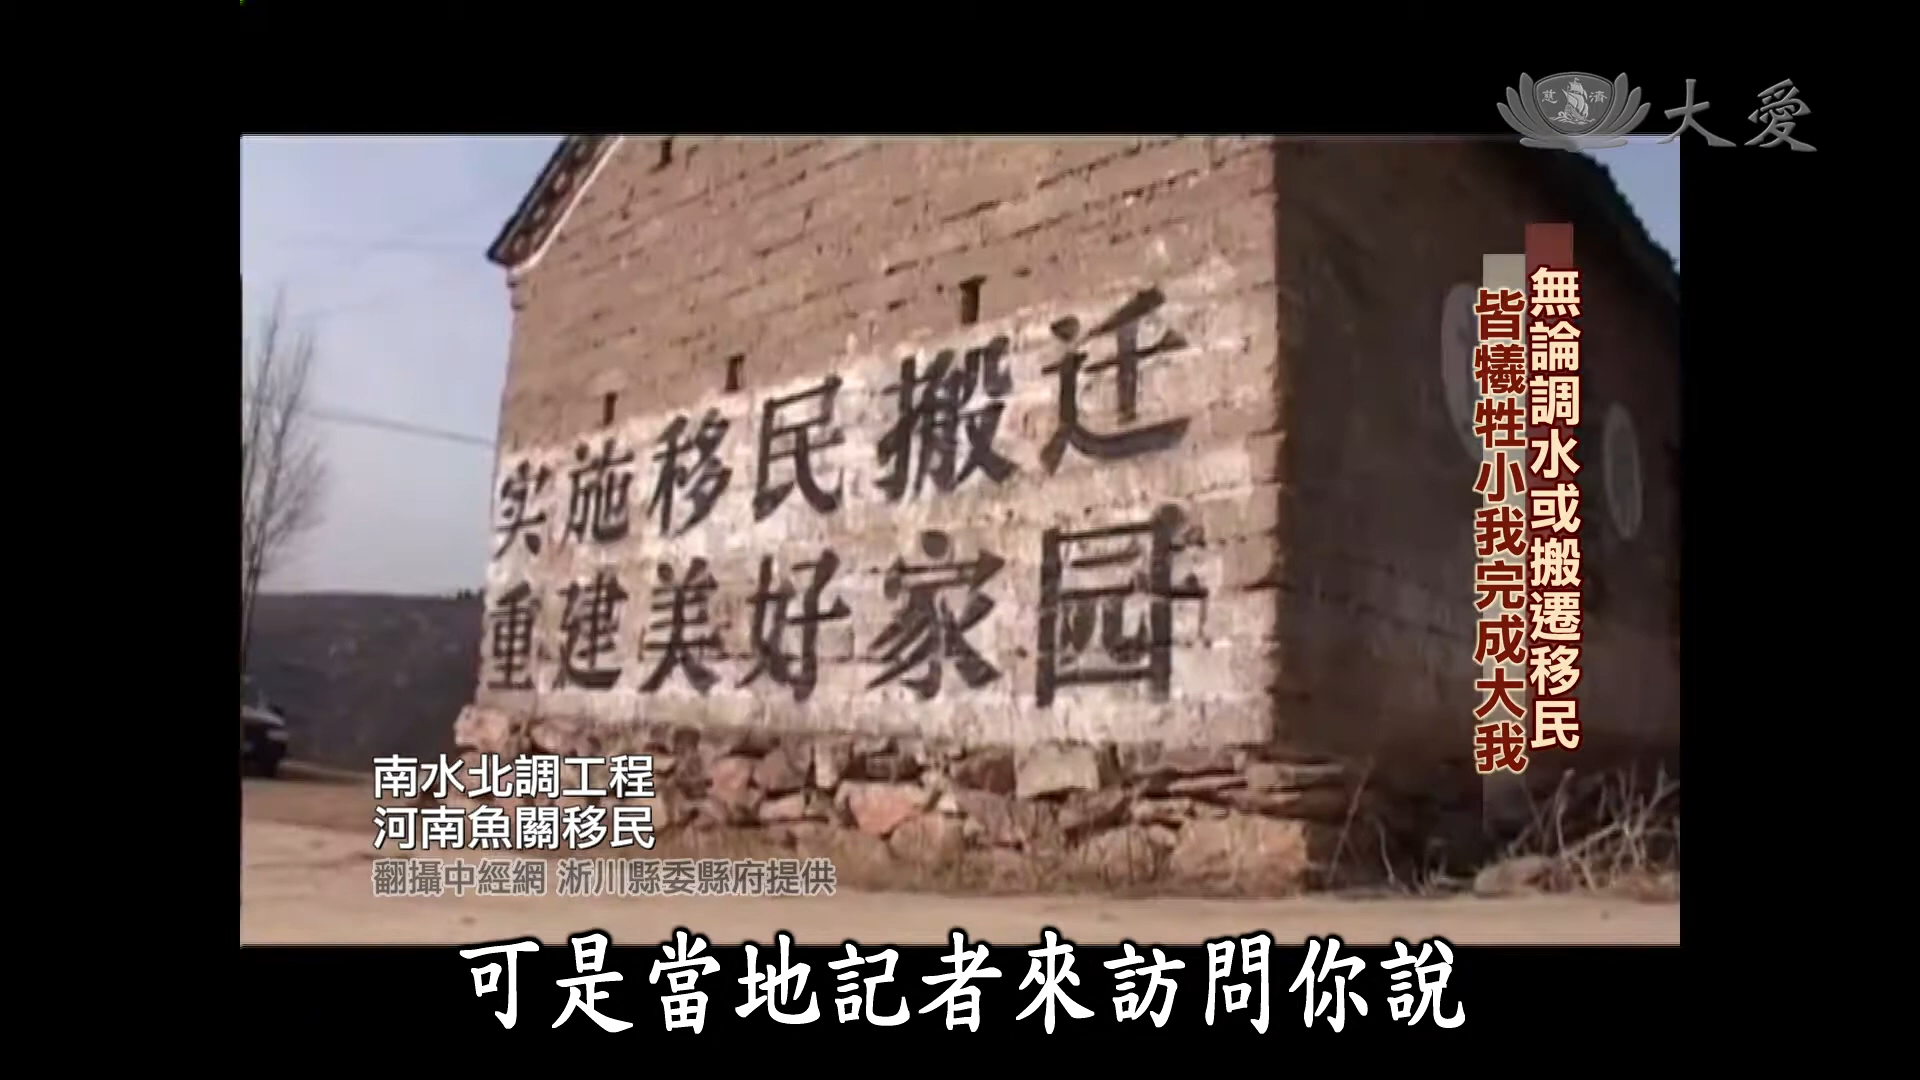 慈濟
大愛
無論調水或搬遷移民
皆犧牲小我完成大我
实施移民搬迁
重建美好家园
南水北調工程
河南魚關移民
翻攝中經網 淅川縣委縣府提供
可是當地記者來訪問你說